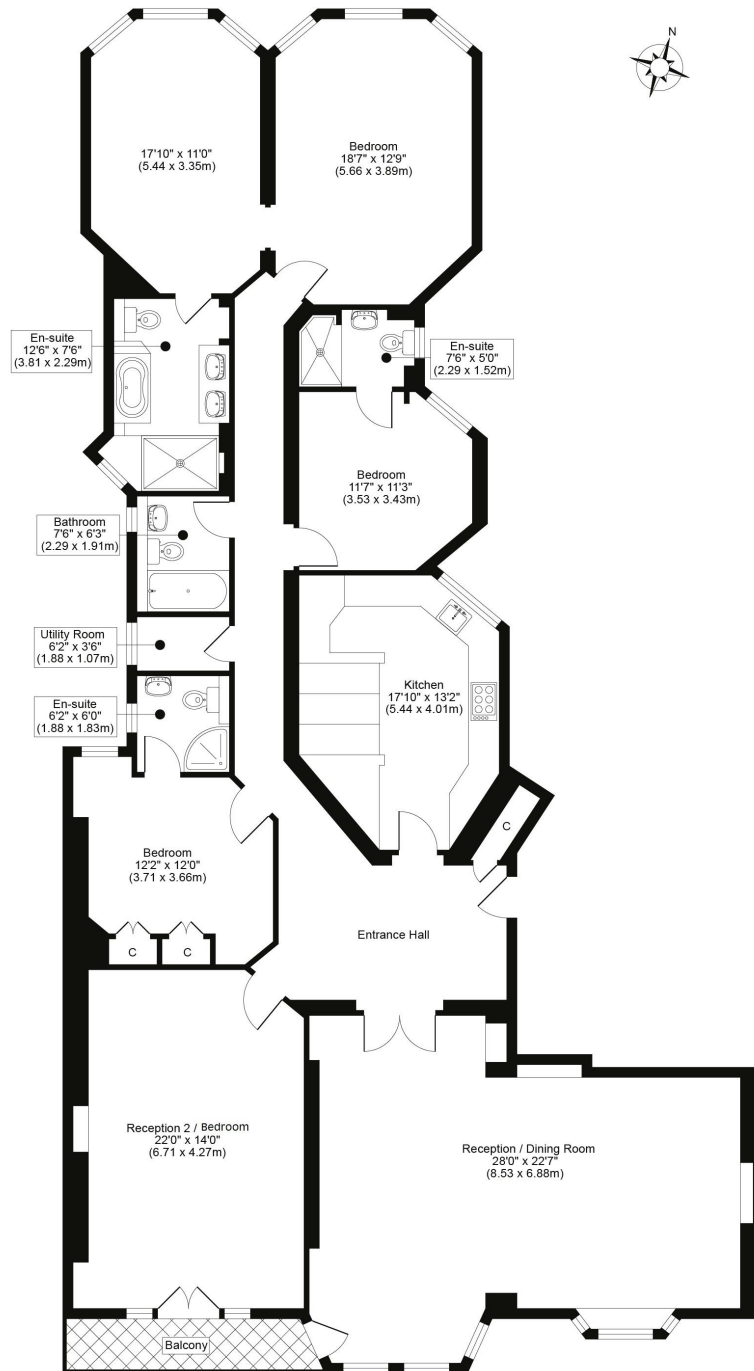 N
17'10" x 11'0"
(5.44 x 3.35m)
Bedroom
18'7" x 12'9"
(5.66 x 3.89m)
En-suite
12'6" x 7'6"
(3.81 x 2.29m)
En-suite
7'6" x 5'0"
(2.29 x 1.52m)
Bedroom
11'7" x 11'3"
(3.53 x 3.43m)
Bathroom
7'6" x 6'3"
(2.29 x 1.91m)
Utility Room
6'2" x 3'6"
(1.88 x 1.07m)
En-suite
6'2" x 6'0"
(1.88 x 1.83m)
Kitchen
17'10" x 13'2"
(5.44 x 4.01m)
C
Bedroom
12'2" x 12'0"
(3.71 x 3.66m)
C
C
Entrance Hall
Reception 2 / Bedroom
22'0" x 14'0"
(6.71 x 4.27m)
Reception / Dining Room
28'0" x 22'7"
(8.53 x 6.88m)
Balcony